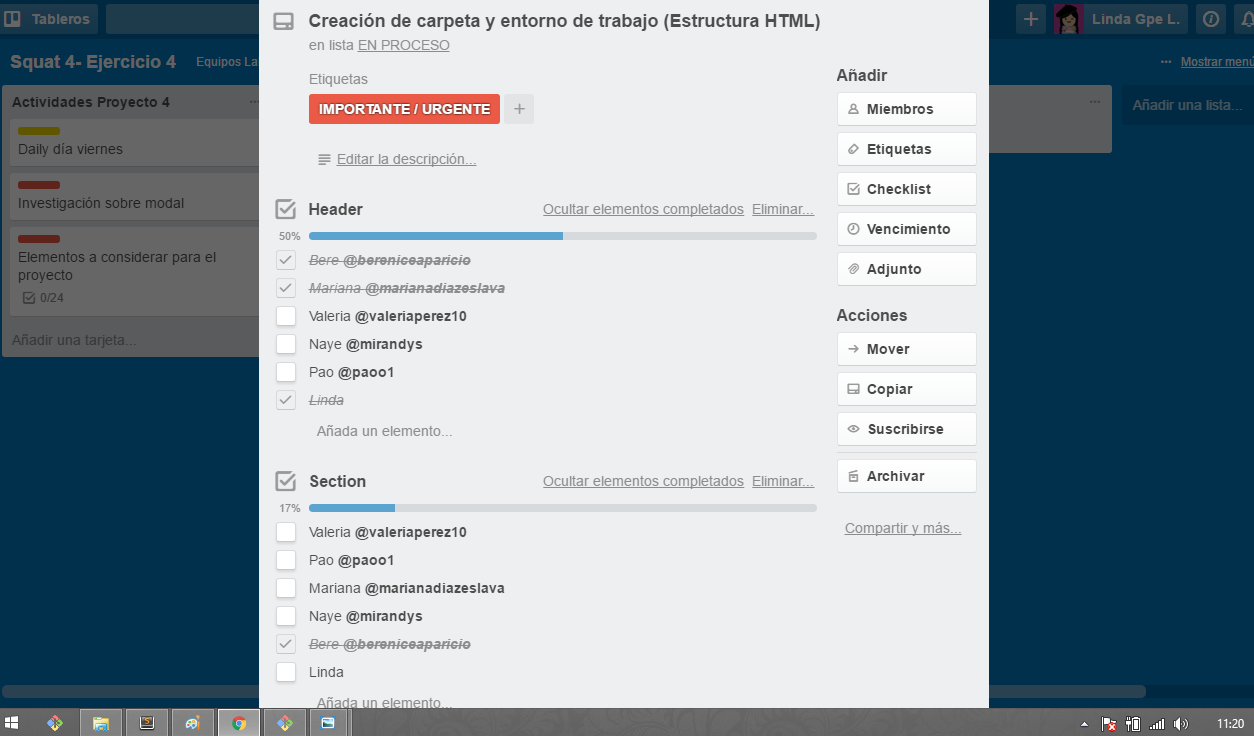 Tableros
Linda Gpe L.
Squat 4- Ejercicio 4
Equipos La
... Mostrar menú
Actividades Proyecto 4
...
Daily día viernes
Investigación sobre modal
Elementos a considerar para el
proyecto
0/24
Añadir una tarjeta...
Creación de carpeta y entorno de trabajo (Estructura HTML)
en lista EN PROCESO
Etiquetas
IMPORTANTE / URGENTE
+
Editar la descripción...
Header
Ocultar elementos completados Eliminar...
50%
Bere @bereniceaparicio
Mariana @marianadiazeslava
Valeria @valeriaperez10
Naye @mirandys
Pao @paoo1
Linda
Añada un elemento...
Section
Ocultar elementos completados Eliminar...
17%
Valeria @valeriaperez10
Pao @paoo1
Mariana @marianadiazeslava
Naye @mirandys
Bere @bereniceaparicio
Linda
Añada un elemento...
Añadir
Miembros
Etiquetas
Checklist
Vencimiento
Adjunto
Acciones
Mover
Copiar
Suscribirse
Archivar
Compartir y más...
...
Añadir una lista...
11:20